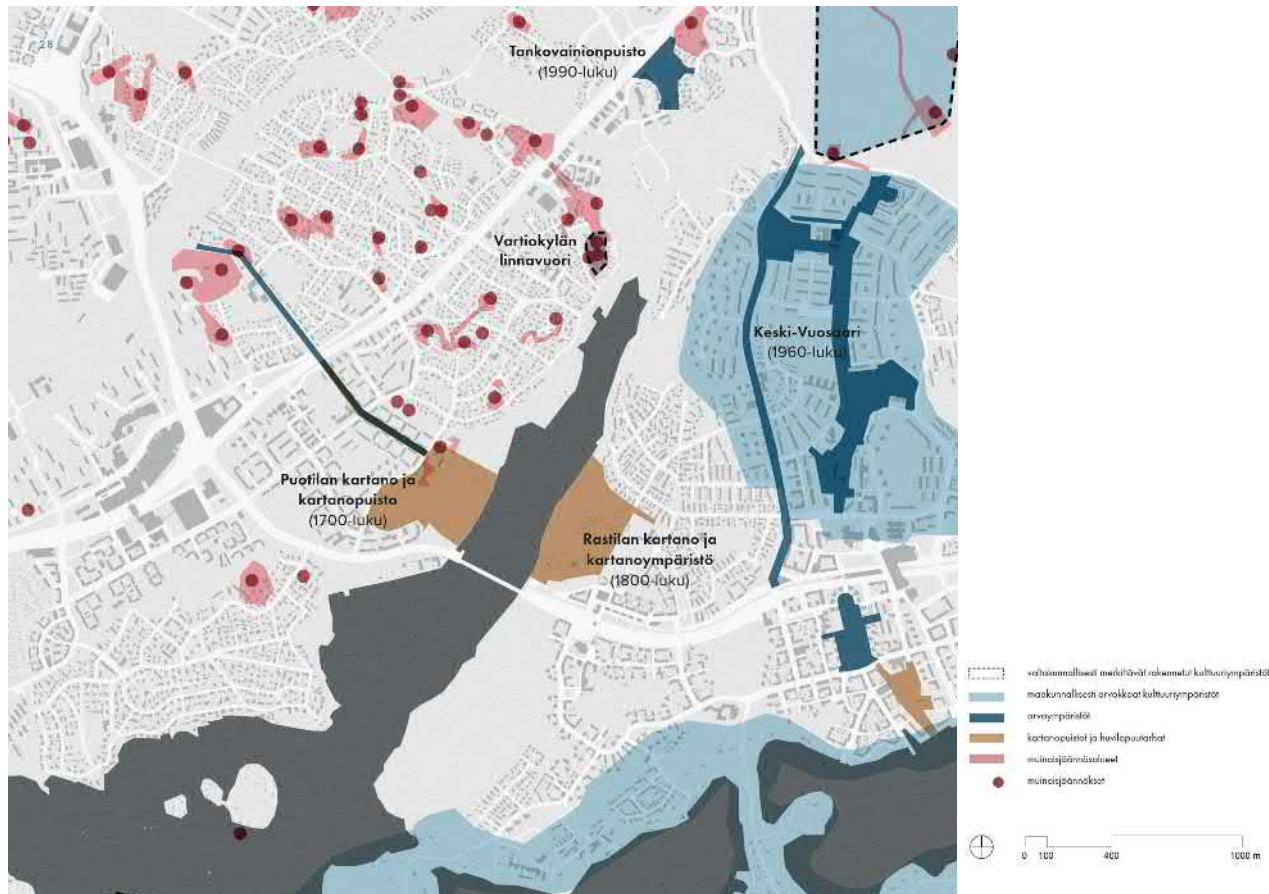 28
Tankovainionpuisto
(1990-luku)
Vartiokylän
linnavuori
Keski-Vuosaari
(1960-luku)
Puotilan kartano ja
kartanopuisto
(1700-luku)
Rastilan kartano ja
kartanoympäristö
(1800-luku)
valtakunnallisesti merkittävät rakennetut kulttuuriympäristöt
maakunnallisesti arvokkaat kulttuuriympäristöt
arvoympäristöt
kartanopuistot ja huvilapuutarhat
muinaisjäännösalueet
muinaisjäännökset
0 100 400 1000 m